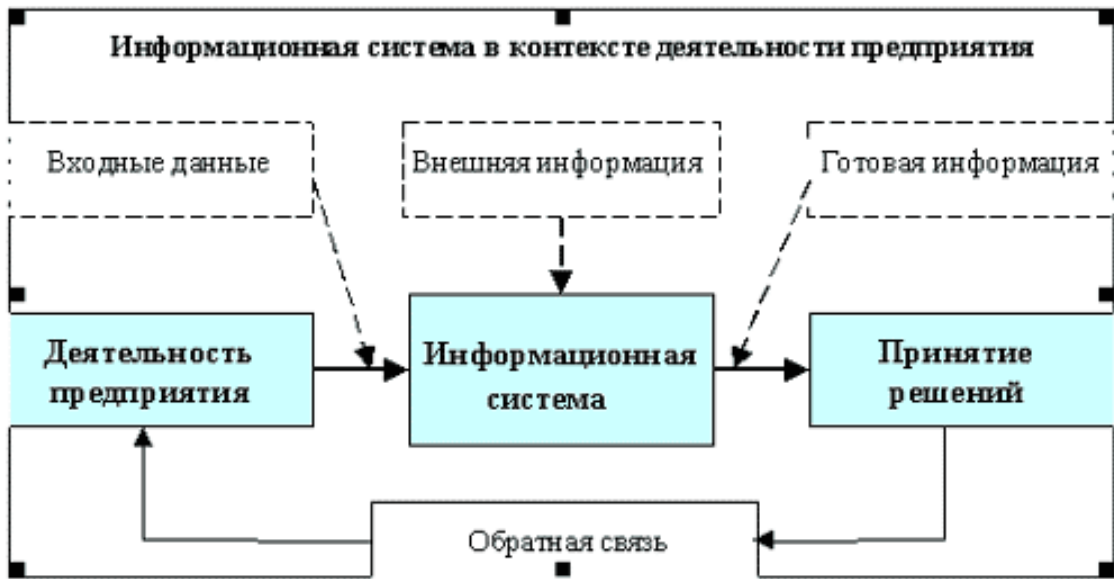 Информационная система в контексте деятельности предприятия
Входные данные
Внешняя информация
Готовая информация
Деятельность
предприятия
Информационная
система
Принятие
решений
Обратная связь